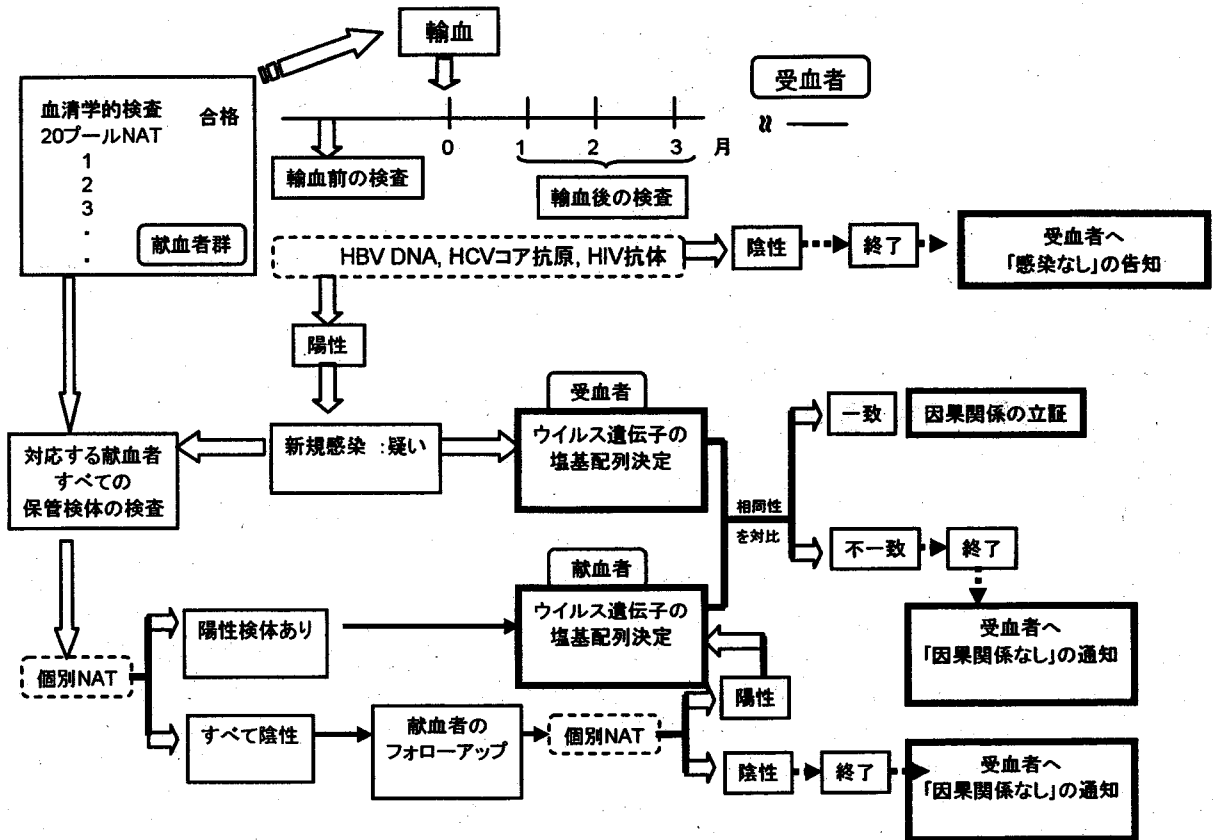 輸血
受血者
血清学的検査
合格
20プールNAT
1
2
3
.
.
献血者群
0 1 2 3 月
輸血前の検査
輸血後の検査
HBV DNA, HCVコア抗原, HIV抗体
陰性
終了
受血者へ
「感染なし」の告知
陽性
対応する献血者
すべての
保管検体の検査
新規感染 :疑い
受血者
ウイルス遺伝子の
塩基配列決定
一致
因果関係の立証
相同性
を対比
不一致
終了
受血者へ
「因果関係なし」の通知
献血者
ウイルス遺伝子の
塩基配列決定
個別NAT
陽性検体あり
すべて陰性
献血者の
フォローアップ
個別NAT
陽性
陰性
終了
受血者へ
「因果関係なし」の通知